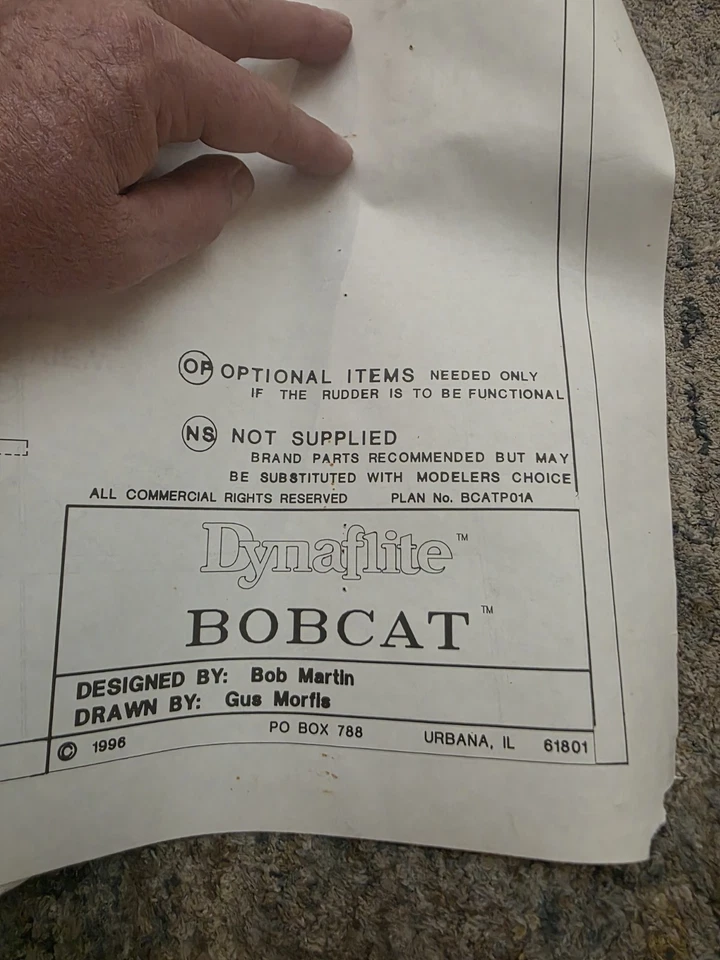 OP OPTIONAL ITEMS NEEDED ONLY
IF THE RUDDER IS TO BE FUNCTIONAL
NS NOT SUPPLIED
BRAND PARTS RECOMMENDED BUT MAY
BE SUBSTITUTED WITH MODELERS CHOICE
ALL COMMERCIAL RIGHTS RESERVED PLAN No. BCATP01A
Dynaflite™
BOBCAT™
DESIGNED BY: Bob Martin
DRAWN BY: Gus Morfis
© 1996 PO BOX 788 URBANA, IL 61801